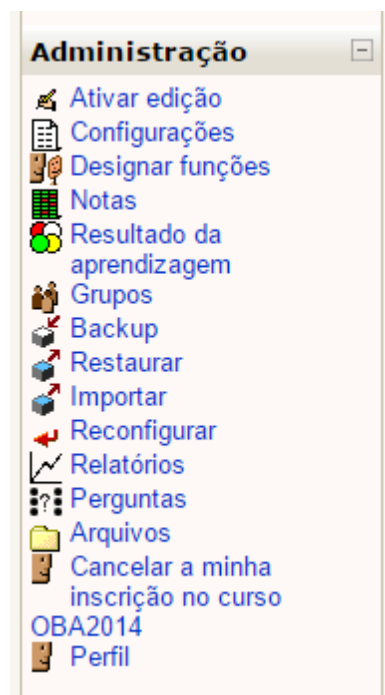 Administração
Ativar edição
Configurações
Designar funções
Notas
Resultado da
aprendizagem
Grupos
Backup
Restaurar
Importar
Reconfigurar
Relatórios
Perguntas
Arquivos
Cancelar a minha
inscrição no curso
OBA2014
Perfil